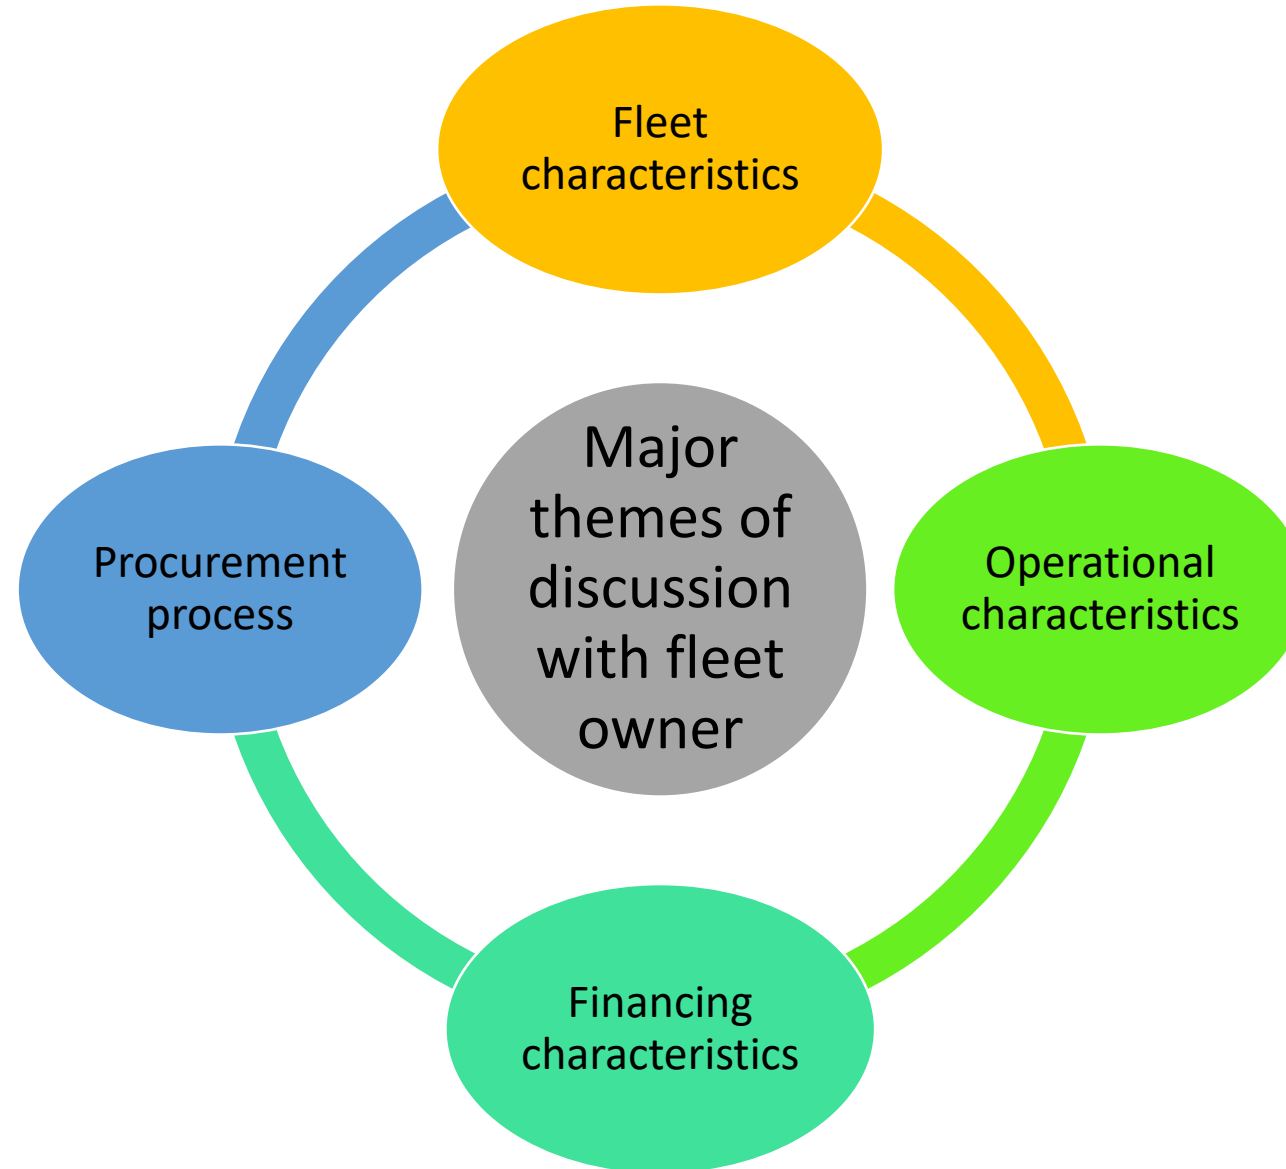 Fleet
characteristics
Major
themes of
discussion
with fleet
owner
Procurement
process
Operational
characteristics
Financing
characteristics